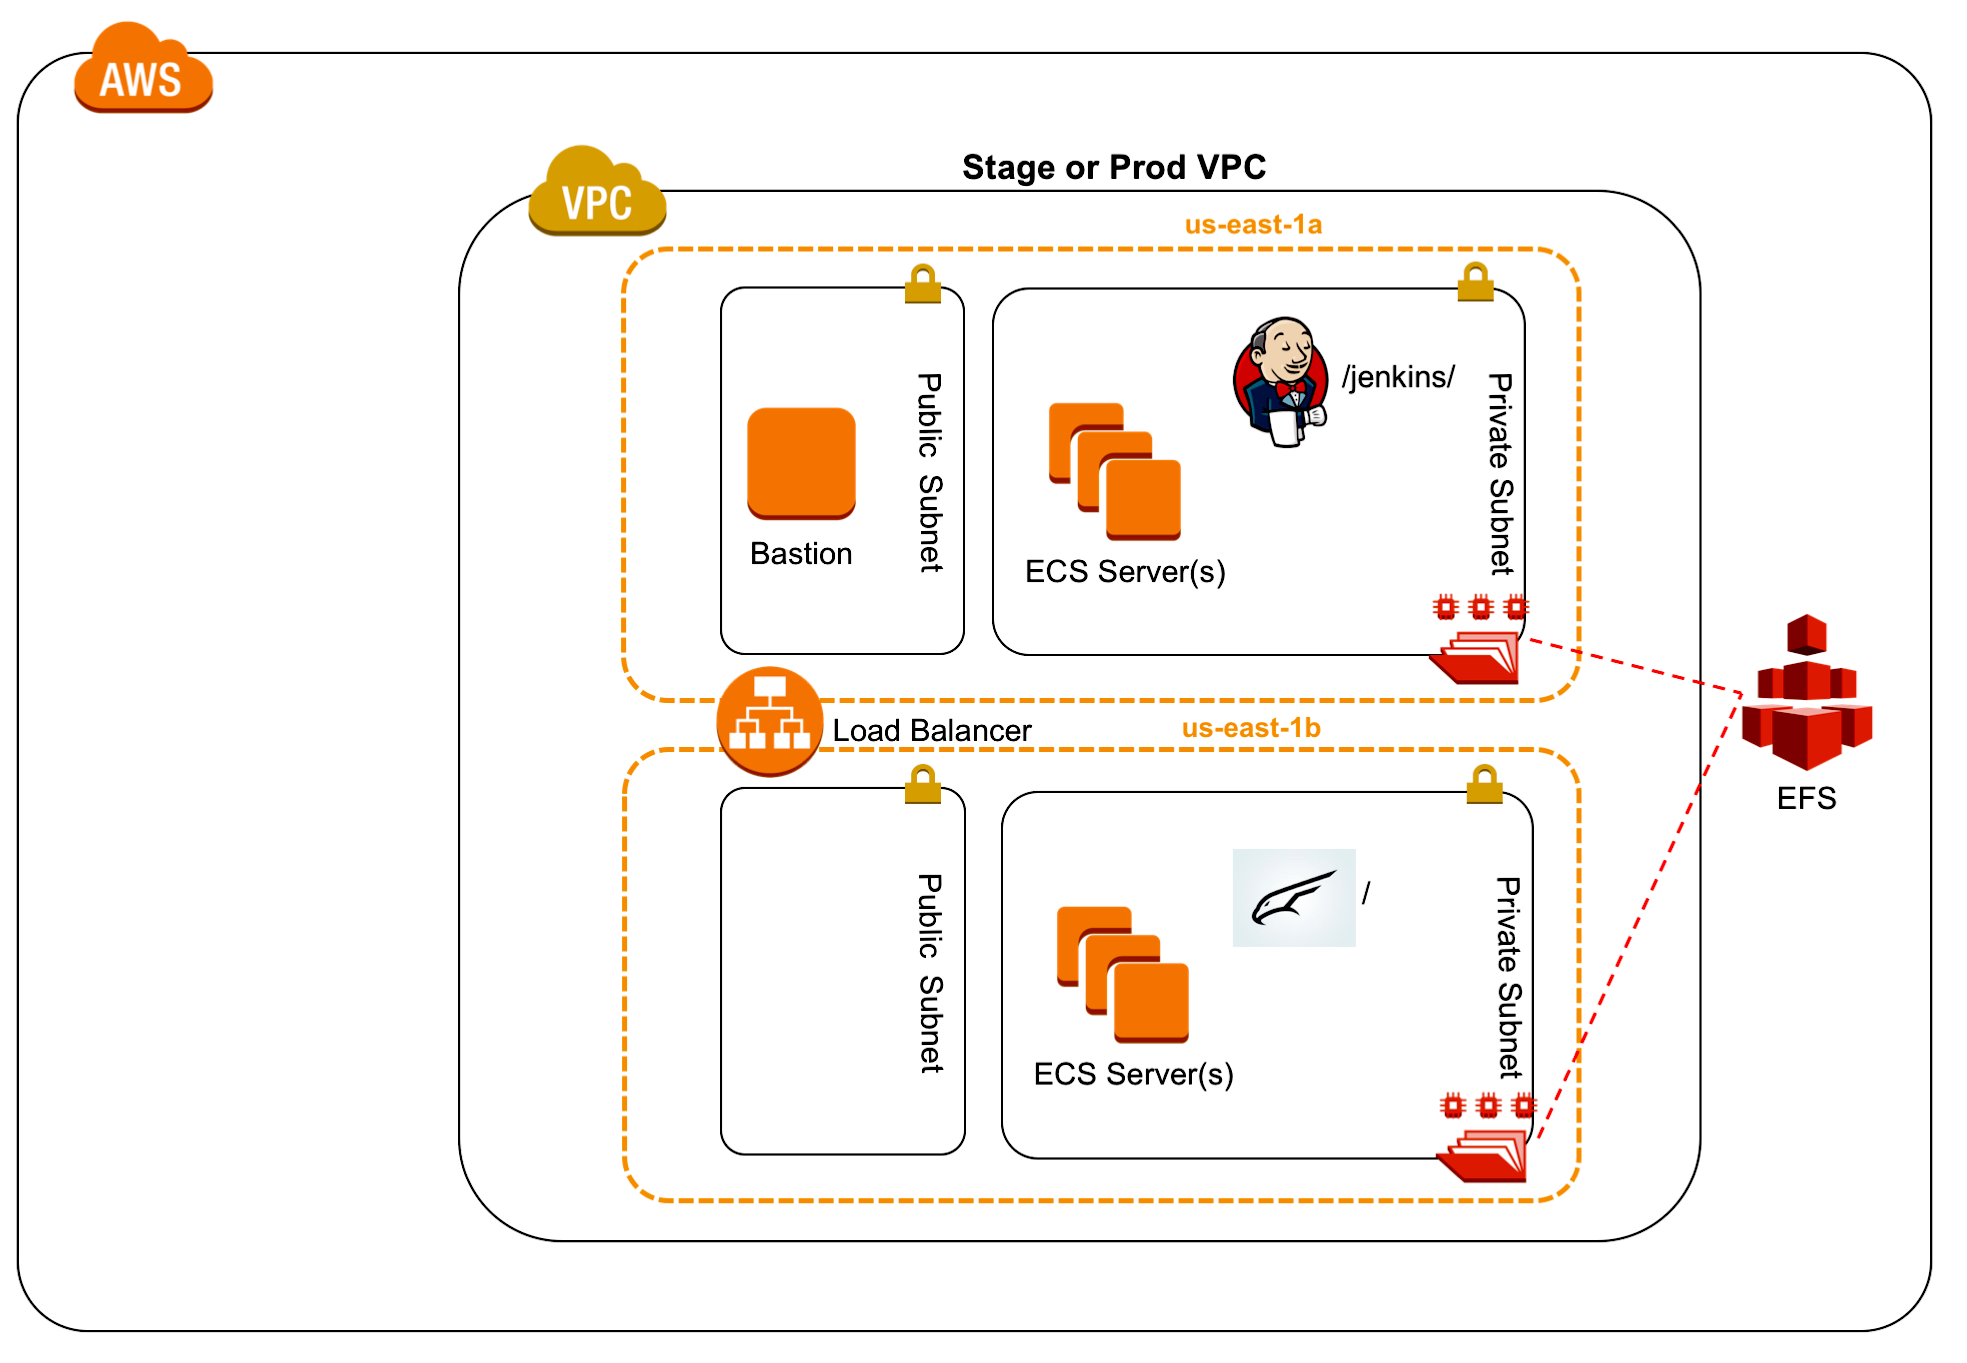 AWS
Stage or Prod VPC
VPC
us-east-1a
/jenkins/
Public Subnet
Private Subnet
Bastion
ECS Server(s)
Load Balancer
us-east-1b
EFS
/
Public Subnet
Private Subnet
ECS Server(s)